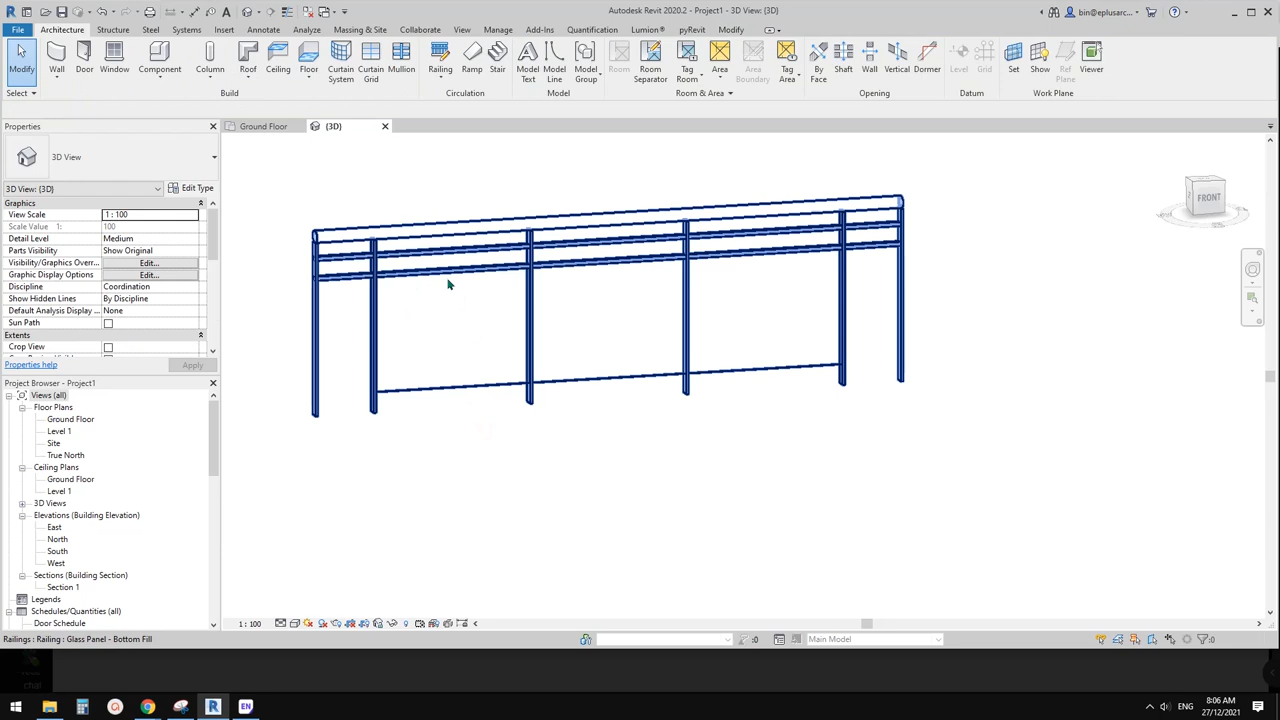 Autodesk Revit 2020.2 - Project1 - 3D View: {3D}
bin@eplusarc...
File Architecture Structure Steel Systems Insert Annotate Analyze Massing & Site Collaborate View Manage Add-Ins Quantification Lumion® pyRevit Modify
Modify Wall Door Window Component Column Roof Ceiling Floor Curtain System Curtain Grid Mullion Railing Ramp Stair Model Text Model Line Model Group Room Room Separator Tag Room Area Area Boundary Tag Area By Face Shaft Wall Vertical Dormer Level Grid Set Show Ref Plane Viewer
Select Build Circulation Model Room & Area Opening Datum Work Plane
Properties
Ground Floor
{3D}
3D View
3D View: {3D}
Edit Type
Graphics
View Scale 1 : 100
Scale Value 1: 100
Detail Level Medium
Parts Visibility Show Original
Visibility/Graphics Overr... Edit...
Graphic Display Options Edit...
Discipline Coordination
Show Hidden Lines By Discipline
Default Analysis Display ... None
Sun Path
Extents
Crop View
Properties help
Apply
Project Browser - Project1
Views (all)
Floor Plans
Ground Floor
Level 1
Site
True North
Ceiling Plans
Ground Floor
Level 1
3D Views
Elevations (Building Elevation)
East
North
South
West
Sections (Building Section)
Section 1
Legends
Schedules/Quantities (all)
Door Schedule
FRONT
1 : 100
Railings : Railing : Glass Panel - Bottom Fill
:0
Main Model
:0
EN
ENG
8:06 AM
27/12/2021